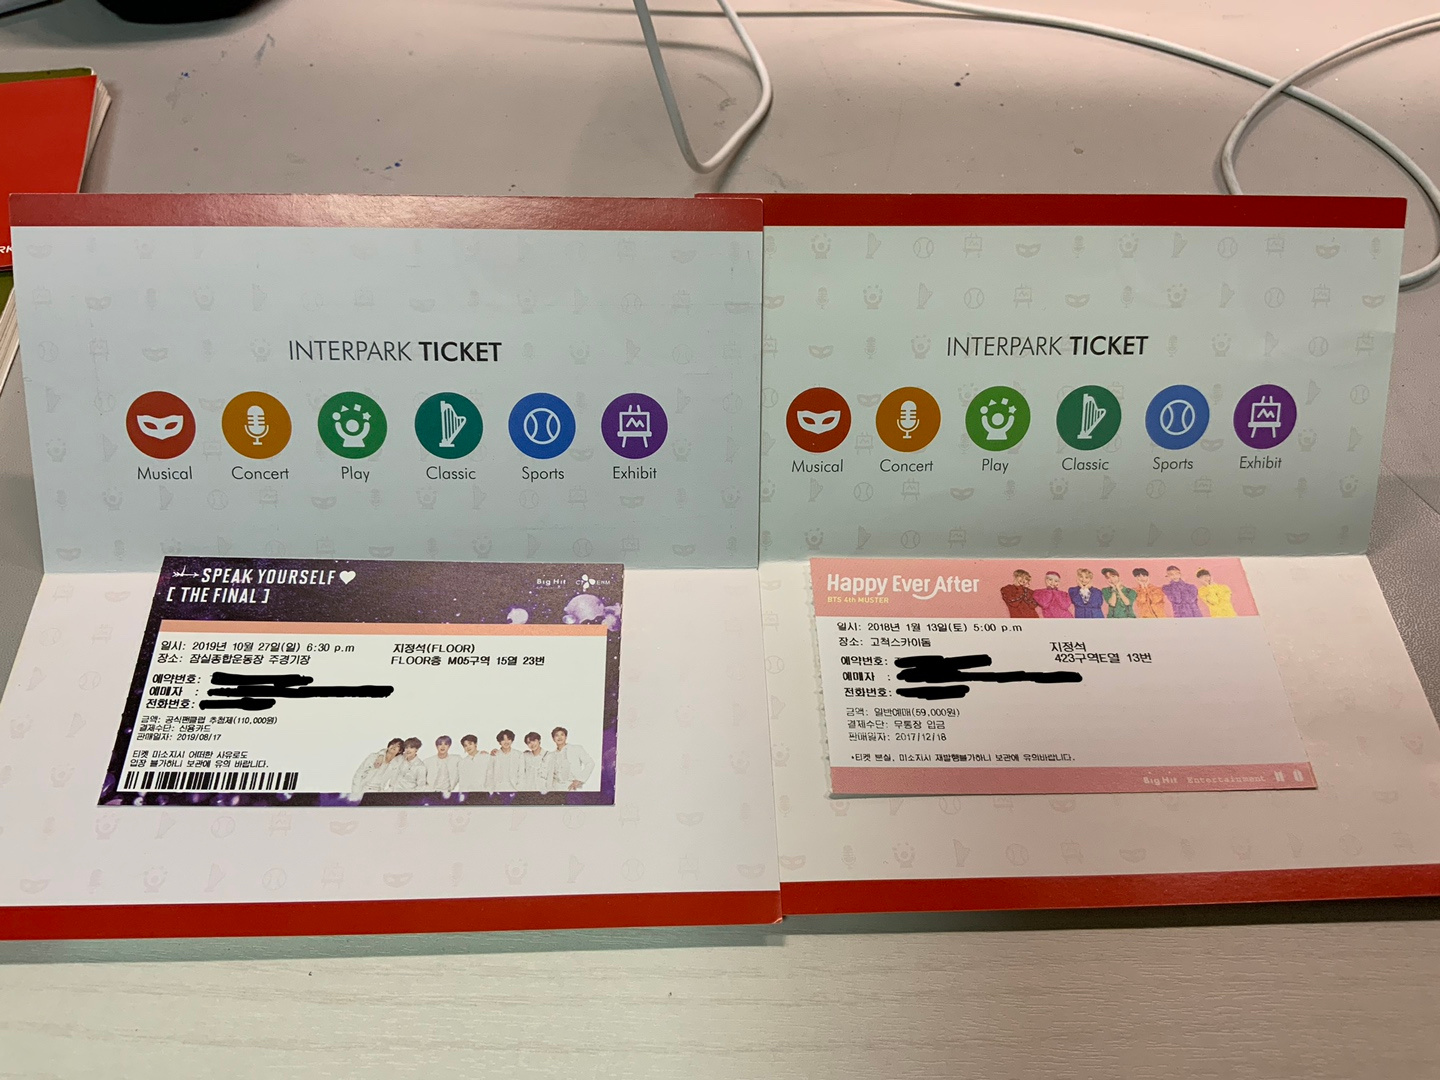 RK
INTERPARK TICKET
Musical Concert Play Classic Sports Exhibit
SPEAK YOURSELF
[ THE FINAL ]
Big Hit
일시: 2019년 10월 27일(일) 6:30 p.m
장소: 잠실종합운동장 주경기장
지정석(FLOOR)
FLOOR층 M05구역 15열 23번
예약번호:
예매자 :
전화번호:
금액: 공식팬클럽 추첨제(110,000원)
결제수단: 신용카드
판매일자: 2019/08/17
티켓 미소지시 어떠한 사유로도
입장 불가하니 보관에 유의 바랍니다.
INTERPARK TICKET
Musical Concert Play Classic Sports Exhibit
Happy Ever After
BTS 4th MUSTER
일시: 2018년 1월 13일(토) 5:00 p.m
장소: 고척스카이돔
지정석
423구역E열 13번
예약번호:
예매자 :
전화번호:
금액: 일반예매(59,000원)
결제수단: 무통장 입금
판매일자: 2017/12/18
*티켓 분실, 미소지시 재발행불가하니 보관에 유의바랍니다.
Big Hit Entertainment